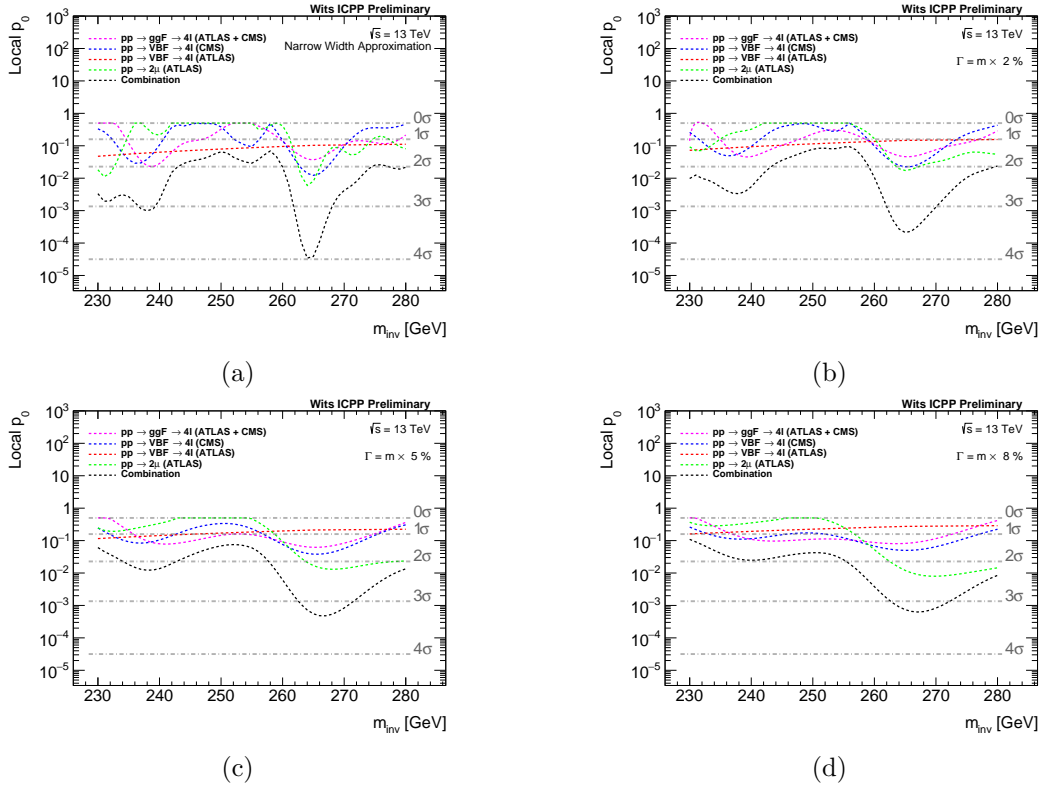 Wits ICPP Preliminary
Local p₀
10³
10²
10
1
10⁻¹
10⁻²
10⁻³
10⁻⁴
10⁻⁵
pp → ggF → 4l (ATLAS + CMS)
pp → VBF → 4l (CMS)
pp → VBF → 4l (ATLAS)
pp → 2μ (ATLAS)
Combination
√s = 13 TeV
Narrow Width Approximation
0σ
1σ
2σ
3σ
4σ
230 240 250 260 270 280
m_inv [GeV]
(a)
Wits ICPP Preliminary
Local p₀
10³
10²
10
1
10⁻¹
10⁻²
10⁻³
10⁻⁴
10⁻⁵
pp → ggF → 4l (ATLAS + CMS)
pp → VBF → 4l (CMS)
pp → VBF → 4l (ATLAS)
pp → 2μ (ATLAS)
Combination
√s = 13 TeV
Γ = m × 2 %
0σ
1σ
2σ
3σ
4σ
230 240 250 260 270 280
m_inv [GeV]
(b)
Wits ICPP Preliminary
Local p₀
10³
10²
10
1
10⁻¹
10⁻²
10⁻³
10⁻⁴
10⁻⁵
pp → ggF → 4l (ATLAS + CMS)
pp → VBF → 4l (CMS)
pp → VBF → 4l (ATLAS)
pp → 2μ (ATLAS)
Combination
√s = 13 TeV
Γ = m × 5 %
0σ
1σ
2σ
3σ
4σ
230 240 250 260 270 280
m_inv [GeV]
(c)
Wits ICPP Preliminary
Local p₀
10³
10²
10
1
10⁻¹
10⁻²
10⁻³
10⁻⁴
10⁻⁵
pp → ggF → 4l (ATLAS + CMS)
pp → VBF → 4l (CMS)
pp → VBF → 4l (ATLAS)
pp → 2μ (ATLAS)
Combination
√s = 13 TeV
Γ = m × 8 %
0σ
1σ
2σ
3σ
4σ
230 240 250 260 270 280
m_inv [GeV]
(d)